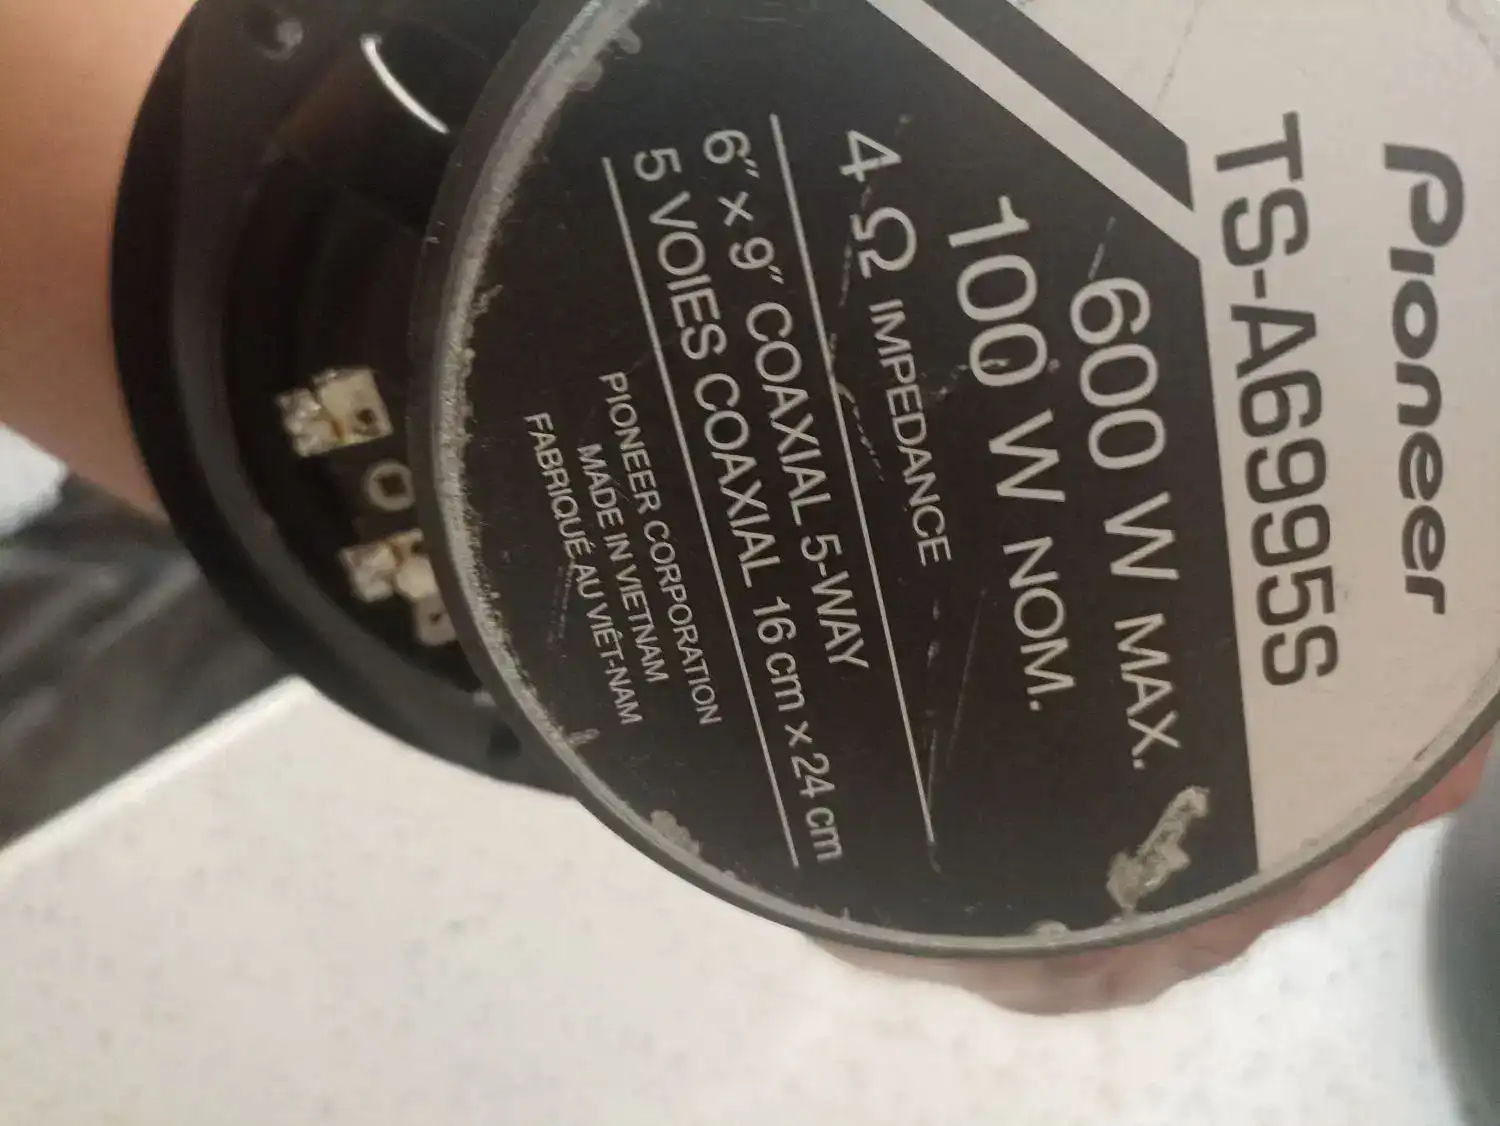 Pioneer
TS-A6995S
600 W MAX.
100 W NOM.
4 Ω IMPEDANCE
6" x 9" COAXIAL 5-WAY
5 VOIES COAXIAL 16 cm x 24 cm
PIONEER CORPORATION
MADE IN VIETNAM
FABRIQUÉ AU VIÊT-NAM